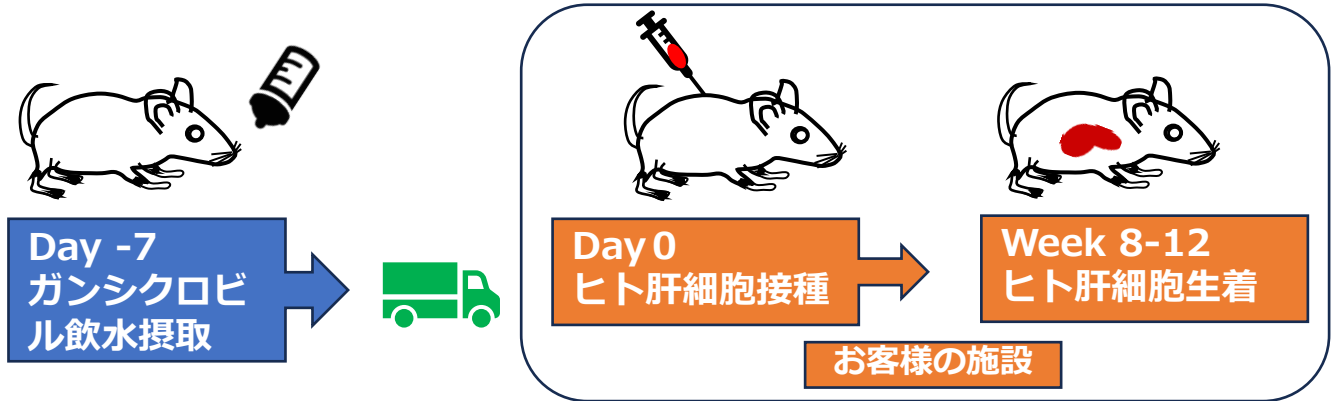 Day -7
ガンシクロビ
ル飲水摂取
Day 0
ヒト肝細胞接種
Week 8-12
ヒト肝細胞生着
お客様の施設